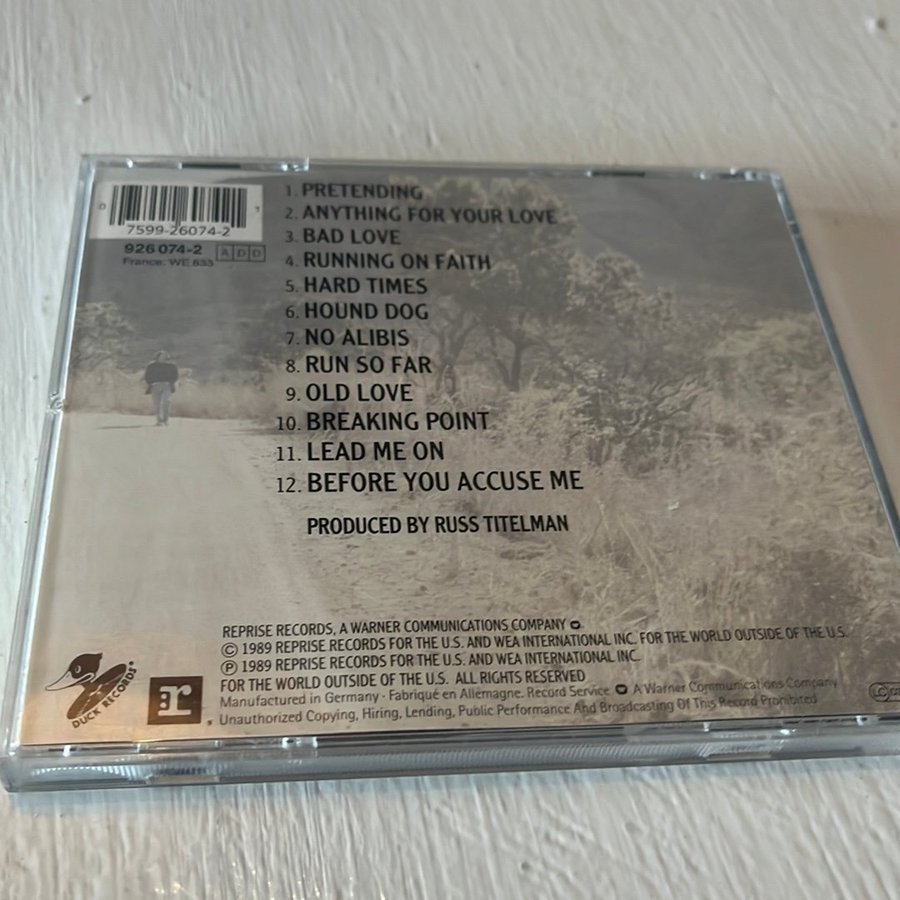 0 7599-26074-2
926 074-2 ADD
France: WE 833
1. PRETENDING
2. ANYTHING FOR YOUR LOVE
3. BAD LOVE
4. RUNNING ON FAITH
5. HARD TIMES
6. HOUND DOG
7. NO ALIBIS
8. RUN SO FAR
9. OLD LOVE
10. BREAKING POINT
11. LEAD ME ON
12. BEFORE YOU ACCUSE ME
PRODUCED BY RUSS TITELMAN
REPRISE RECORDS, A WARNER COMMUNICATIONS COMPANY
© 1989 REPRISE RECORDS FOR THE U.S. AND WEA INTERNATIONAL INC. FOR THE WORLD OUTSIDE OF THE U.S.
℗ 1989 REPRISE RECORDS FOR THE U.S. AND WEA INTERNATIONAL INC.
FOR THE WORLD OUTSIDE OF THE U.S. ALL RIGHTS RESERVED
Manufactured in Germany · Fabriqué en Allemagne. Record Service A Warner Communications Company
Unauthorized Copying, Hiring, Lending, Public Performance And Broadcasting Of This Record Prohibited
DUCK RECORDS®
r